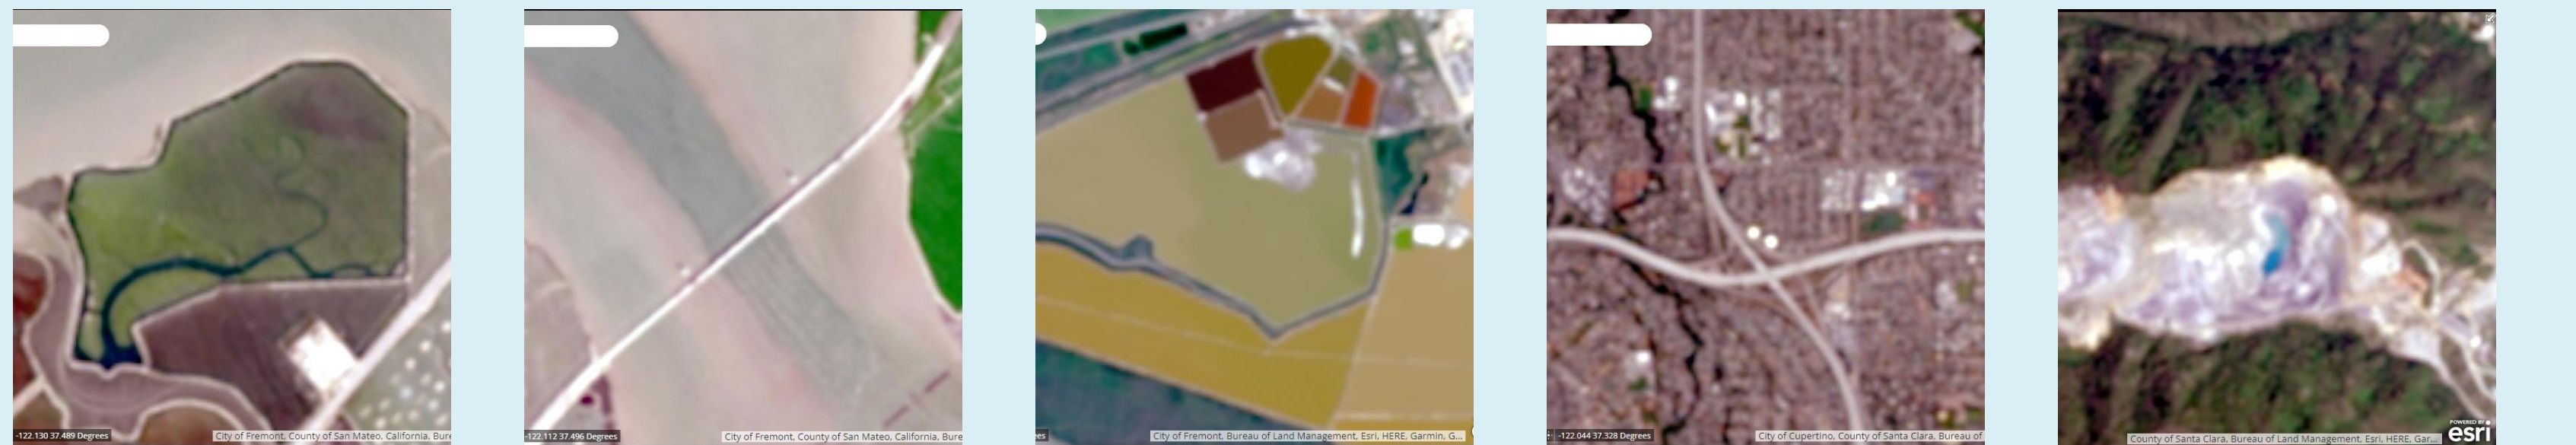 -122.130 37.489 Degrees
City of Fremont, County of San Mateo, California, Bure
-122.112 37.496 Degrees
City of Fremont, County of San Mateo, California, Bure
es
City of Fremont, Bureau of Land Management, Esri, HERE, Garmin, G...
-122.044 37.328 Degrees
City of Cupertino, County of Santa Clara, Bureau of
POWERED BY
esri
County of Santa Clara, Bureau of Land Management, Esri, HERE, Gar...